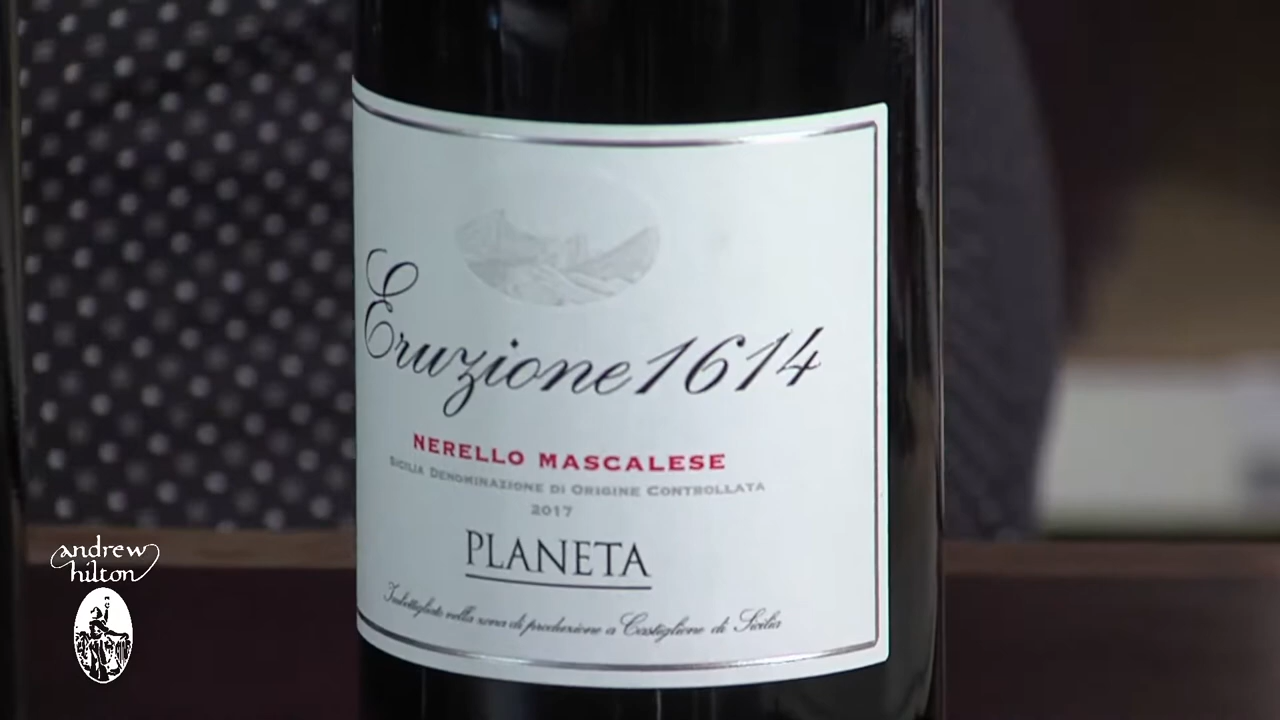 Eruzione 1614
NERELLO MASCALESE
SICILIA DENOMINAZIONE DI ORIGINE CONTROLLATA
2017
PLANETA
Imbottigliato nella zona di produzione a Castiglione di Sicilia
andrew
hilton